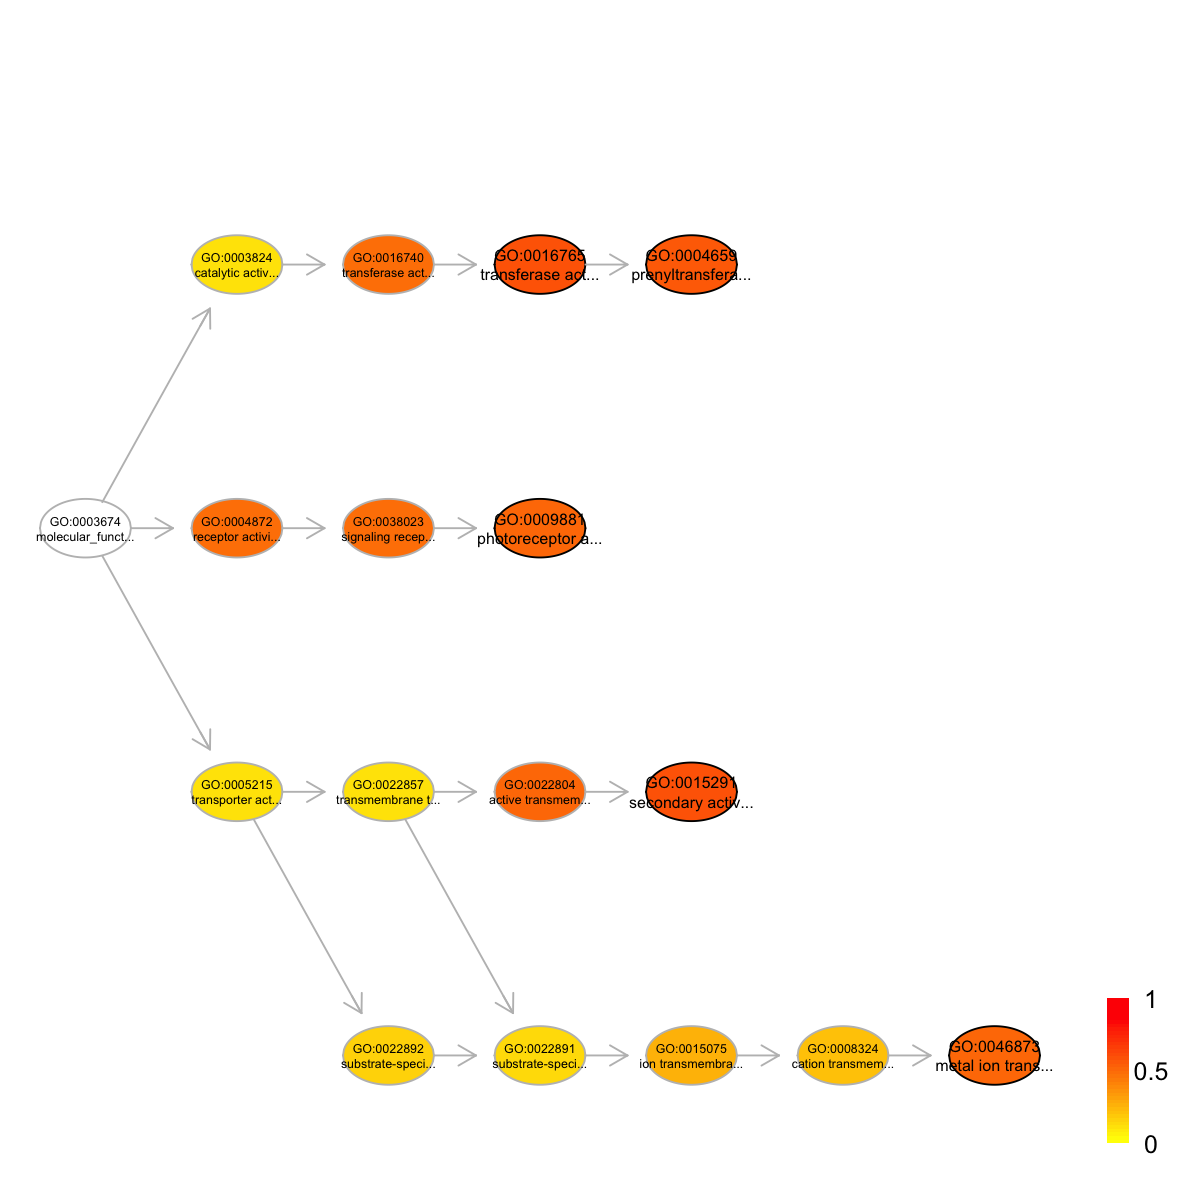 GO:0003824
catalytic activ...
GO:0016740
transferase act...
GO:0016765
transferase act...
GO:0004659
prenyltransfera...
GO:0003674
molecular_funct...
GO:0004872
receptor activi...
GO:0038023
signaling recep...
GO:0009881
photoreceptor a...
GO:0005215
transporter act...
GO:0022857
transmembrane t...
GO:0022804
active transmem...
GO:0015291
secondary activ...
GO:0022892
substrate-speci...
GO:0022891
substrate-speci...
GO:0015075
ion transmembra...
GO:0008324
cation transmem...
GO:0046873
metal ion trans...
1
0.5
0